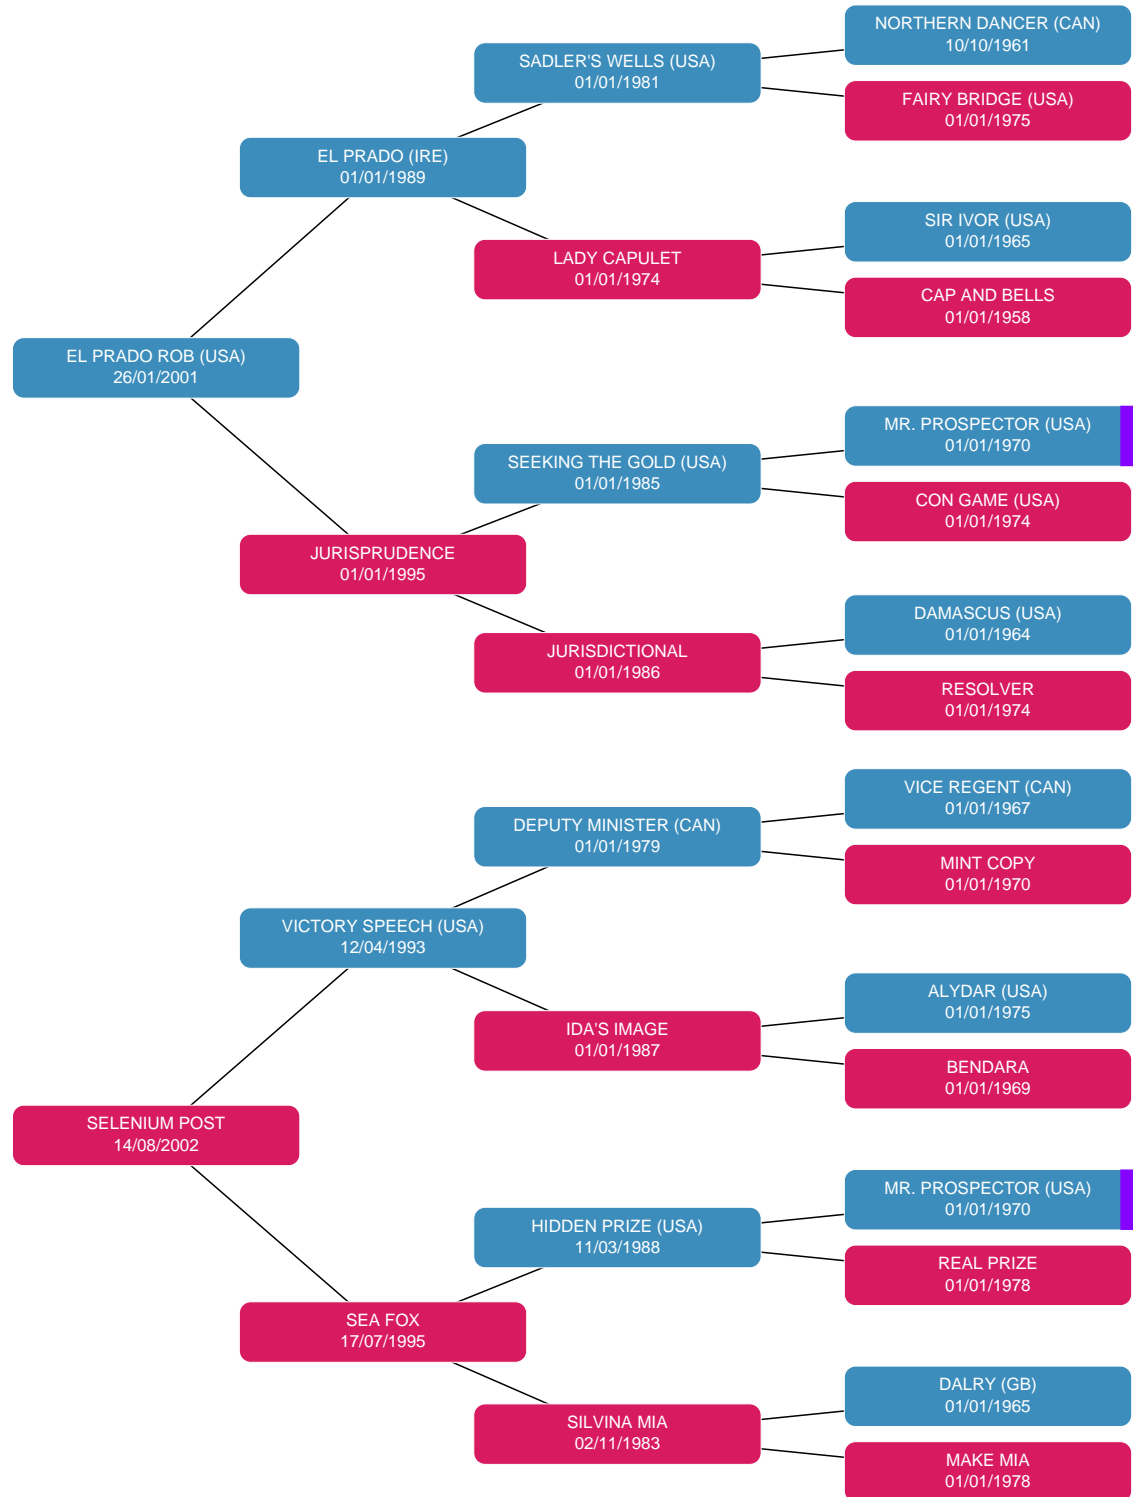 NORTHERN DANCER (CAN)
10/10/1961
SADLER'S WELLS (USA)
01/01/1981
FAIRY BRIDGE (USA)
01/01/1975
EL PRADO (IRE)
01/01/1989
SIR IVOR (USA)
01/01/1965
LADY CAPULET
01/01/1974
CAP AND BELLS
01/01/1958
EL PRADO ROB (USA)
26/01/2001
MR. PROSPECTOR (USA)
01/01/1970
SEEKING THE GOLD (USA)
01/01/1985
CON GAME (USA)
01/01/1974
JURISPRUDENCE
01/01/1995
DAMASCUS (USA)
01/01/1964
JURISDICTIONAL
01/01/1986
RESOLVER
01/01/1974
VICE REGENT (CAN)
01/01/1967
DEPUTY MINISTER (CAN)
01/01/1979
MINT COPY
01/01/1970
VICTORY SPEECH (USA)
12/04/1993
ALYDAR (USA)
01/01/1975
IDA'S IMAGE
01/01/1987
BENDARA
01/01/1969
SELENIUM POST
14/08/2002
MR. PROSPECTOR (USA)
01/01/1970
HIDDEN PRIZE (USA)
11/03/1988
REAL PRIZE
01/01/1978
SEA FOX
17/07/1995
DALRY (GB)
01/01/1965
SILVINA MIA
02/11/1983
MAKE MIA
01/01/1978